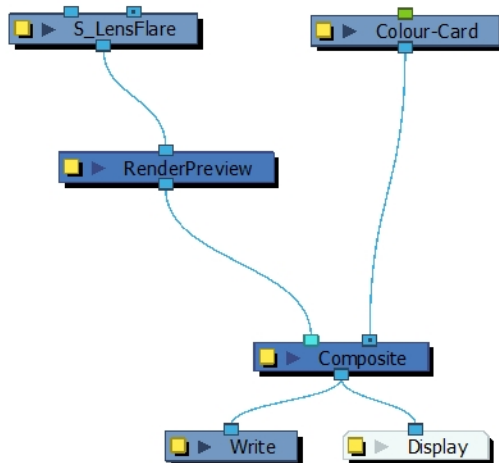 S_LensFlare
Colour-Card
RenderPreview
Composite
Write
Display